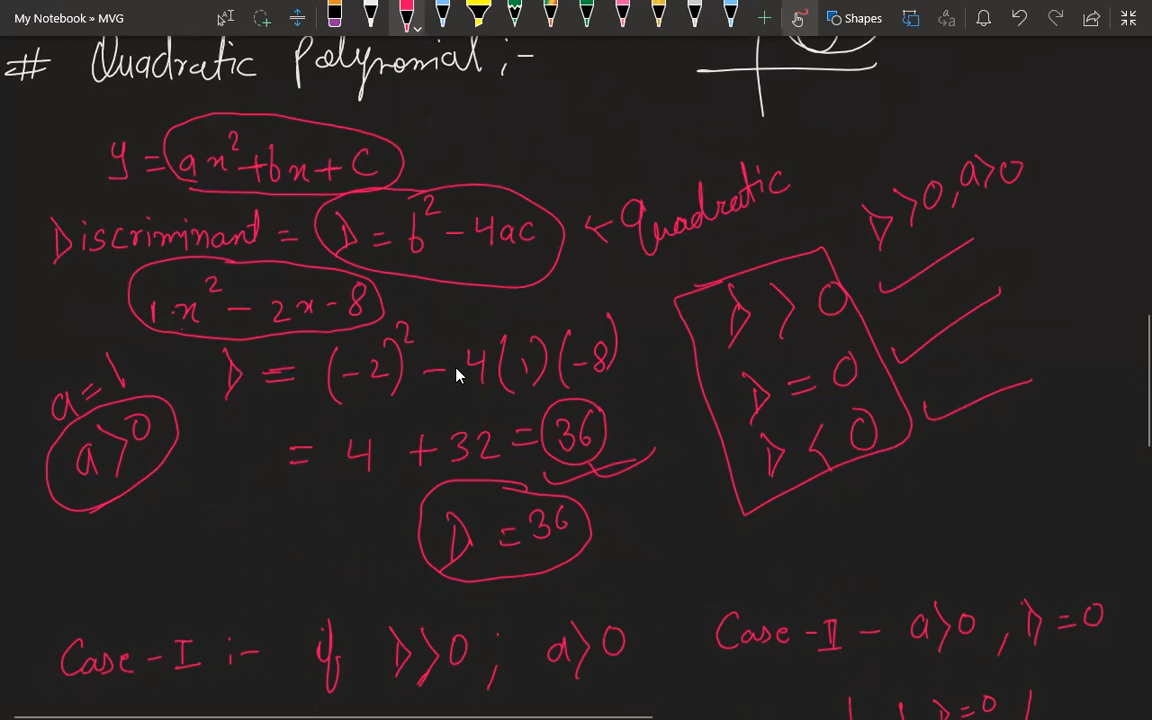 My Notebook » MVG
Shapes
# Quadratic Polynomial :-
y = ax²+bx+c
Discriminant = D = b² - 4ac ← Quadratic
1·x² - 2x - 8
D = (-2)² - 4(1)(-8)
= 4 + 32 = 36
D = 36
a = 1
a>0
D>0, a>0
D > 0
D = 0
D < 0
Case - I :- if D>0; a>0
Case - II - a>0, D=0
D=0